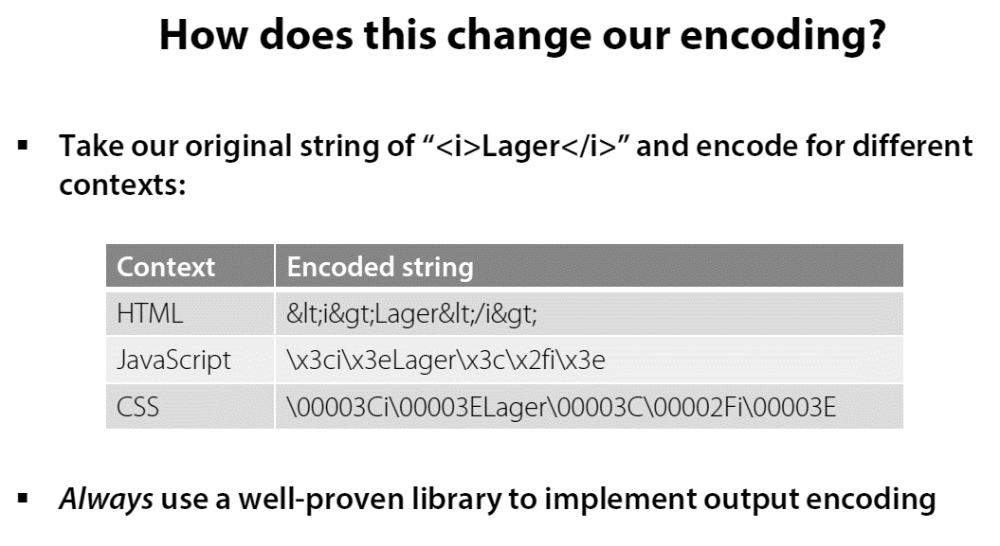 How does this change our encoding?
▪ Take our original string of “<i>Lager</i>” and encode for different
contexts:
Context Encoded string
HTML &lt;i&gt;Lager&lt;/i&gt;
JavaScript \x3ci\x3eLager\x3c\x2fi\x3e
CSS \00003Ci\00003ELager\00003C\00002Fi\00003E
▪ Always use a well-proven library to implement output encoding